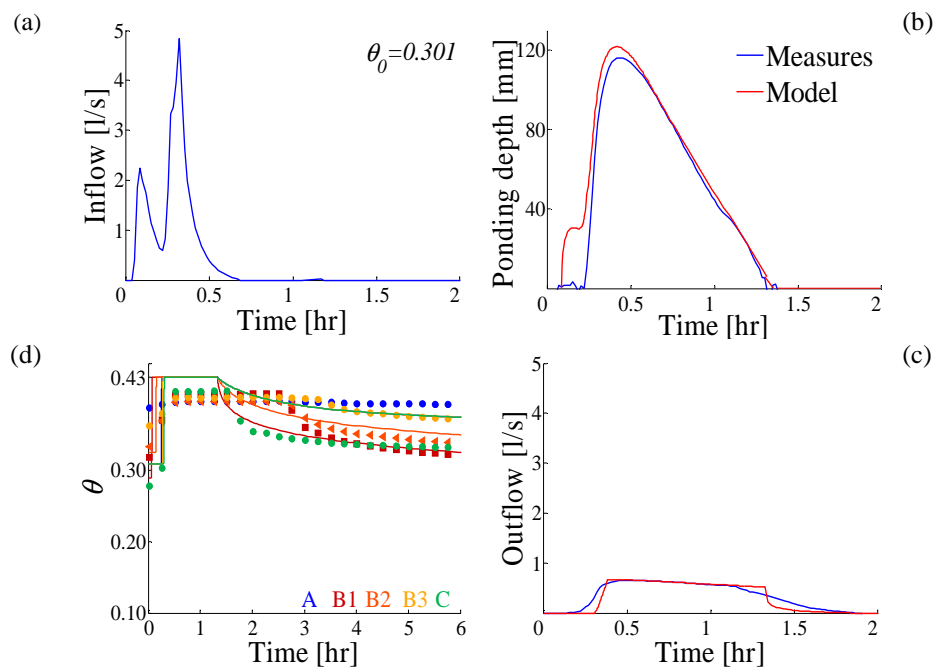 (a)
5
4
3
2
1
0
0.5
1
1.5
2
Inflow [l/s]
Time [hr]
θ0=0.301
(b)
120
80
40
0
0.5
1
1.5
2
Ponding depth [mm]
Time [hr]
Measures
Model
(d)
0.43
0.30
0.20
0.10
0
1
2
3
4
5
6
θ
Time [hr]
A B1 B2 B3 C
(c)
5
4
3
2
1
0
0.5
1
1.5
2
Outflow [l/s]
Time [hr]